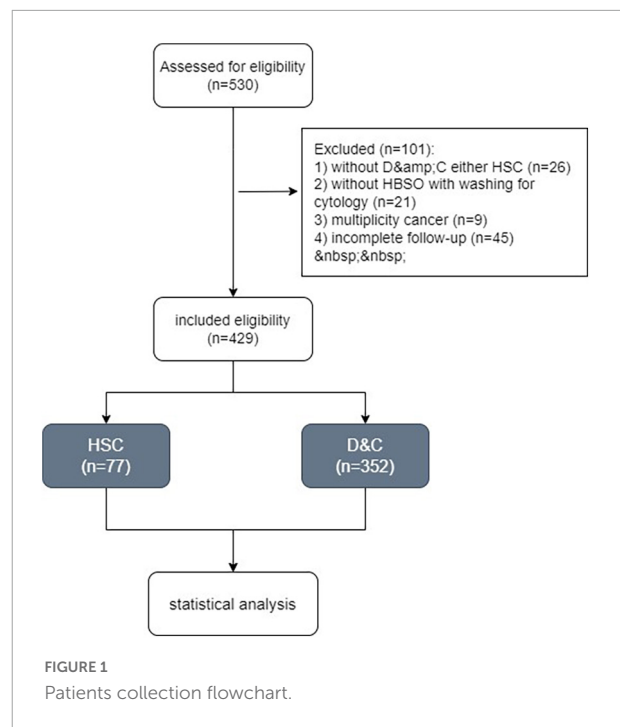 Assessed for eligibility
(n=530)
Excluded (n=101):
1) without D&amp;C either HSC (n=26)
2) without HBSO with washing for
cytology (n=21)
3) multiplicity cancer (n=9)
4) incomplete follow-up (n=45)
&nbsp;&nbsp;
included eligibility
(n=429)
HSC
(n=77)
D&C
(n=352)
statistical analysis
FIGURE 1
Patients collection flowchart.